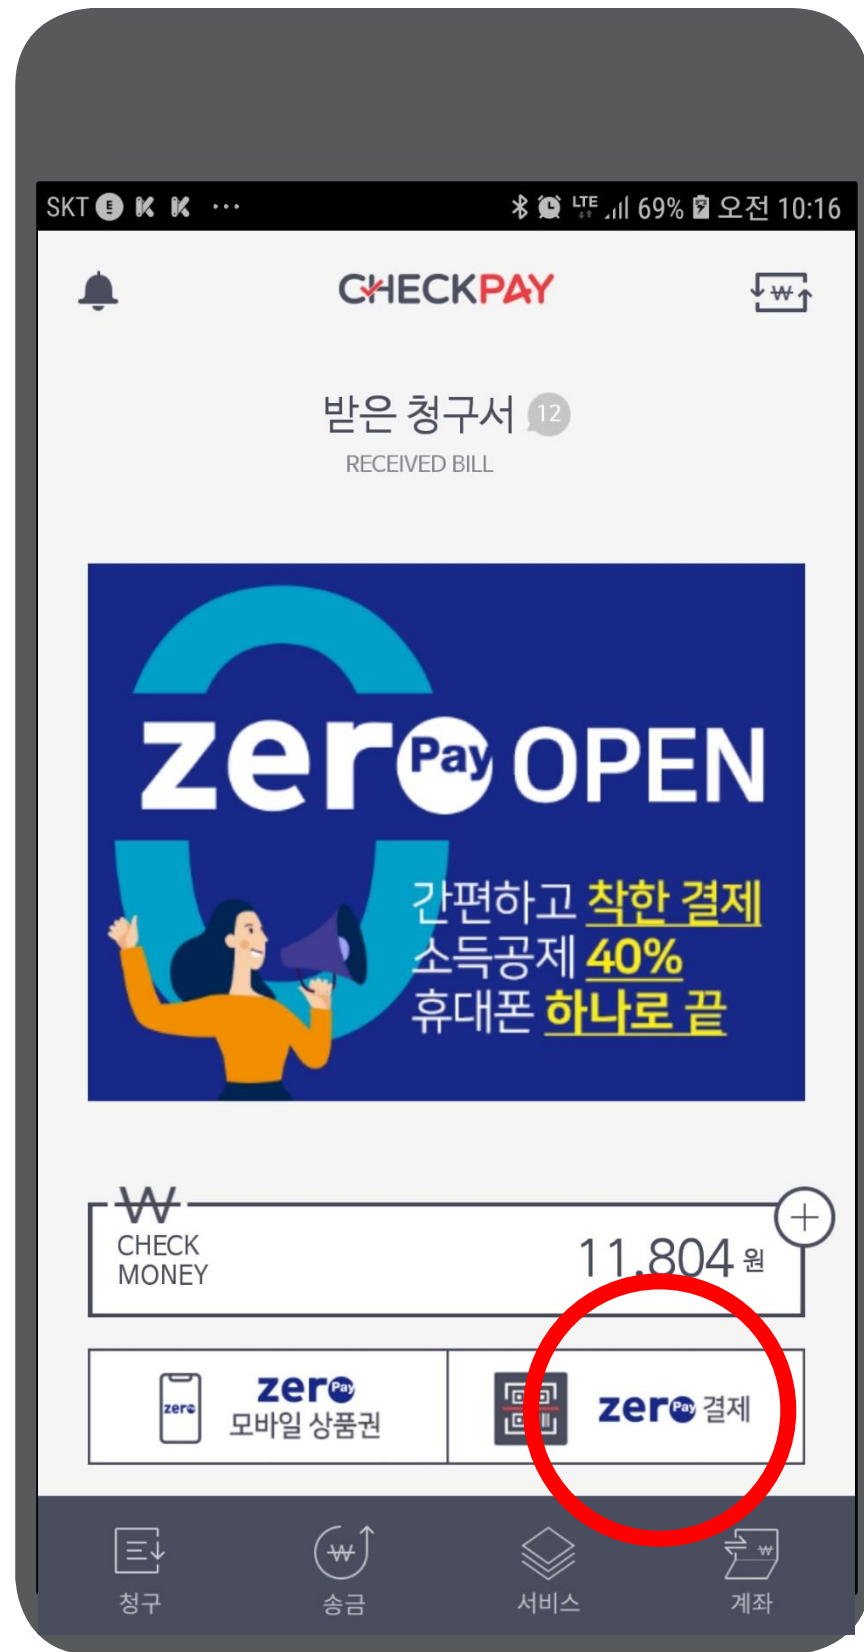 SKT E K K ... LTE 69% 오전 10:16
CHECKPAY
받은 청구서 12
RECEIVED BILL
zero Pay OPEN
간편하고 착한 결제
소득공제 40%
휴대폰 하나로 끝
₩
CHECK
MONEY
11,804 원
zero
zero Pay
모바일 상품권
zero Pay 결제
청구
송금
서비스
계좌